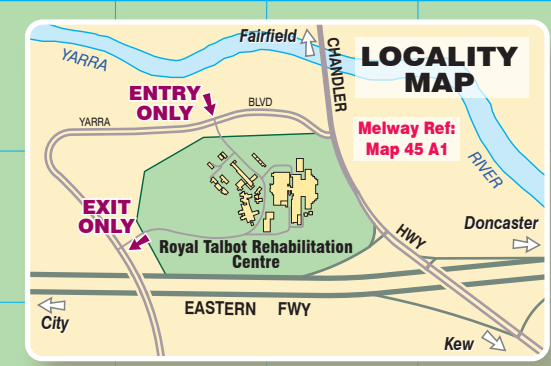 Fairfield
YARRA
CHANDLER
LOCALITY
MAP
ENTRY
ONLY
BLVD
YARRA
Melway Ref:
Map 45 A1
RIVER
EXIT
ONLY
HWY
Doncaster
Royal Talbot Rehabilitation
Centre
EASTERN FWY
City
Kew